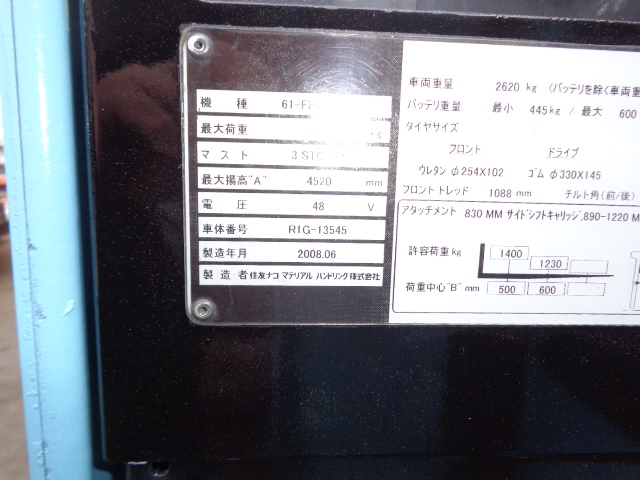 機 種 61-F
最大荷重 kg
マ ス ト 3 ST
最大揚高"A" 4520 mm
電 圧 48 V
車体番号 R1G-13545
製造年月 2008.06
製 造 者 住友ナコ マテリアル ハンドリング株式会社
車両重量 2620 kg (バッテリを除く車両重
バッテリ重量 最小 445kg / 最大 600
タイヤサイズ
フロント ドライブ
ウレタン φ254X102 ゴム φ330X145
フロント トレッド 1088 mm チルト角(前/後)
アタッチメント 830 MM サイドシフトキャリッジ,890-1220 M
許容荷重 kg 1400 1230
荷重中心"B" mm 500 600